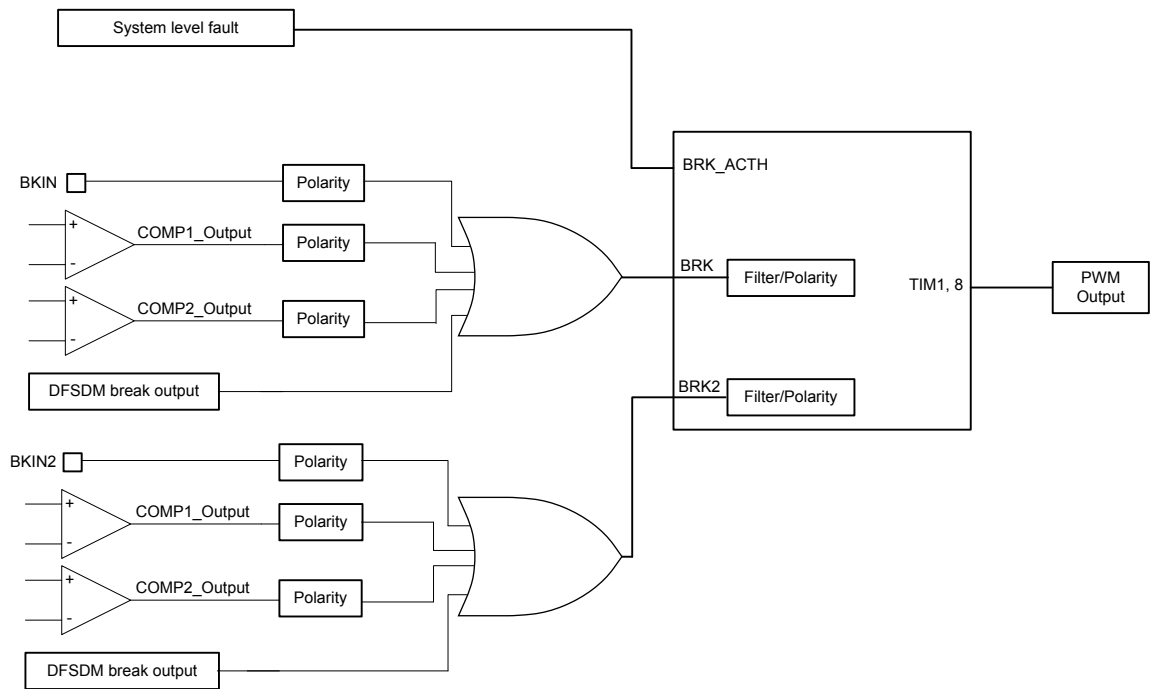 System level fault
BRK_ACTH
BKIN
Polarity
COMP1_Output
+
-
Polarity
COMP2_Output
+
-
Polarity
DFSDM break output
BRK
Filter/Polarity
TIM1, 8
PWM
Output
BRK2
Filter/Polarity
BKIN2
Polarity
COMP1_Output
+
-
Polarity
COMP2_Output
+
-
Polarity
DFSDM break output